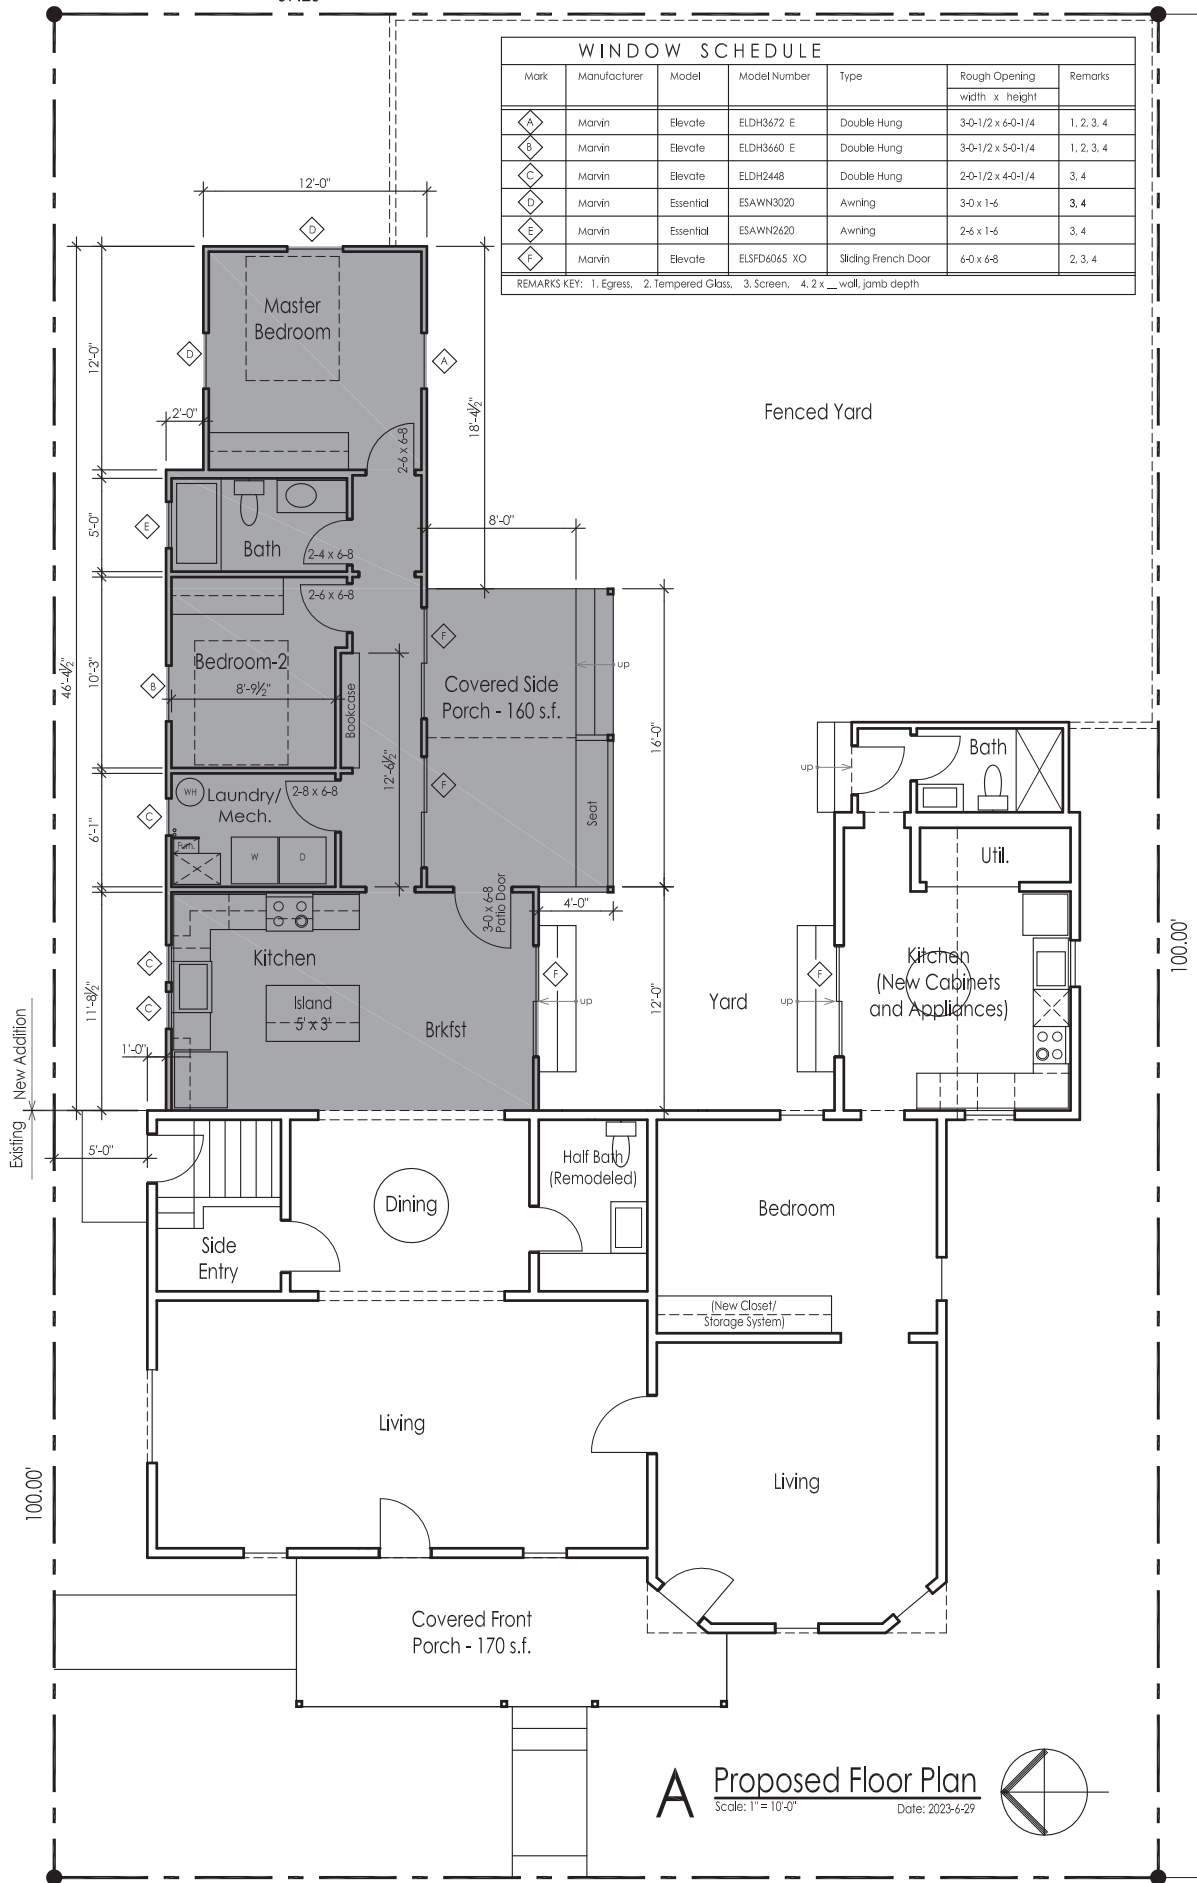 WINDOW SCHEDULE
Mark Manufacturer Model Model Number Type Rough Opening Remarks
width x height
A Marvin Elevate ELDH3672 E Double Hung 3-0-1/2 x 6-0-1/4 1, 2, 3, 4
B Marvin Elevate ELDH3660 E Double Hung 3-0-1/2 x 5-0-1/4 1, 2, 3, 4
C Marvin Elevate ELDH2448 Double Hung 2-0-1/2 x 4-0-1/4 3, 4
D Marvin Essential ESAWN3020 Awning 3-0 x 1-6 3, 4
E Marvin Essential ESAWN2620 Awning 2-6 x 1-6 3, 4
F Marvin Elevate ELSFD6065 XO Sliding French Door 6-0 x 6-8 2, 3, 4
REMARKS KEY: 1. Egress, 2. Tempered Glass, 3. Screen, 4. 2 x __ wall, jamb depth
12'-0"
D
Master
Bedroom
D
A
12'-0"
2'-0"
18'-4½"
2-6 x 6-8
Fenced Yard
5'-0"
E
Bath
2-4 x 6-8
8'-0"
2-6 x 6-8
46'-4½"
10'-3"
B
Bedroom-2
8'-9½"
Bookcase
12'-6½"
F
Covered Side
Porch - 160 s.f.
up
16'-0"
F
Seat
6'-1"
C
WH
Laundry/
Mech.
2-8 x 6-8
Furn.
W
D
up
Bath
Util.
3-0 x 6-8
Patio Door
4'-0"
11'-8½"
C
C
Kitchen
Island
5' x 3'
Brkfst
F
up
12'-0"
Yard
F
up
Kitchen
(New Cabinets
and Appliances)
100.00'
1'-0"
New Addition
Existing
5'-0"
Side
Entry
Dining
Half Bath
(Remodeled)
Bedroom
(New Closet/
Storage System)
Living
Living
100.00'
Covered Front
Porch - 170 s.f.
A Proposed Floor Plan
Scale: 1" = 10'-0" Date: 2023-6-29